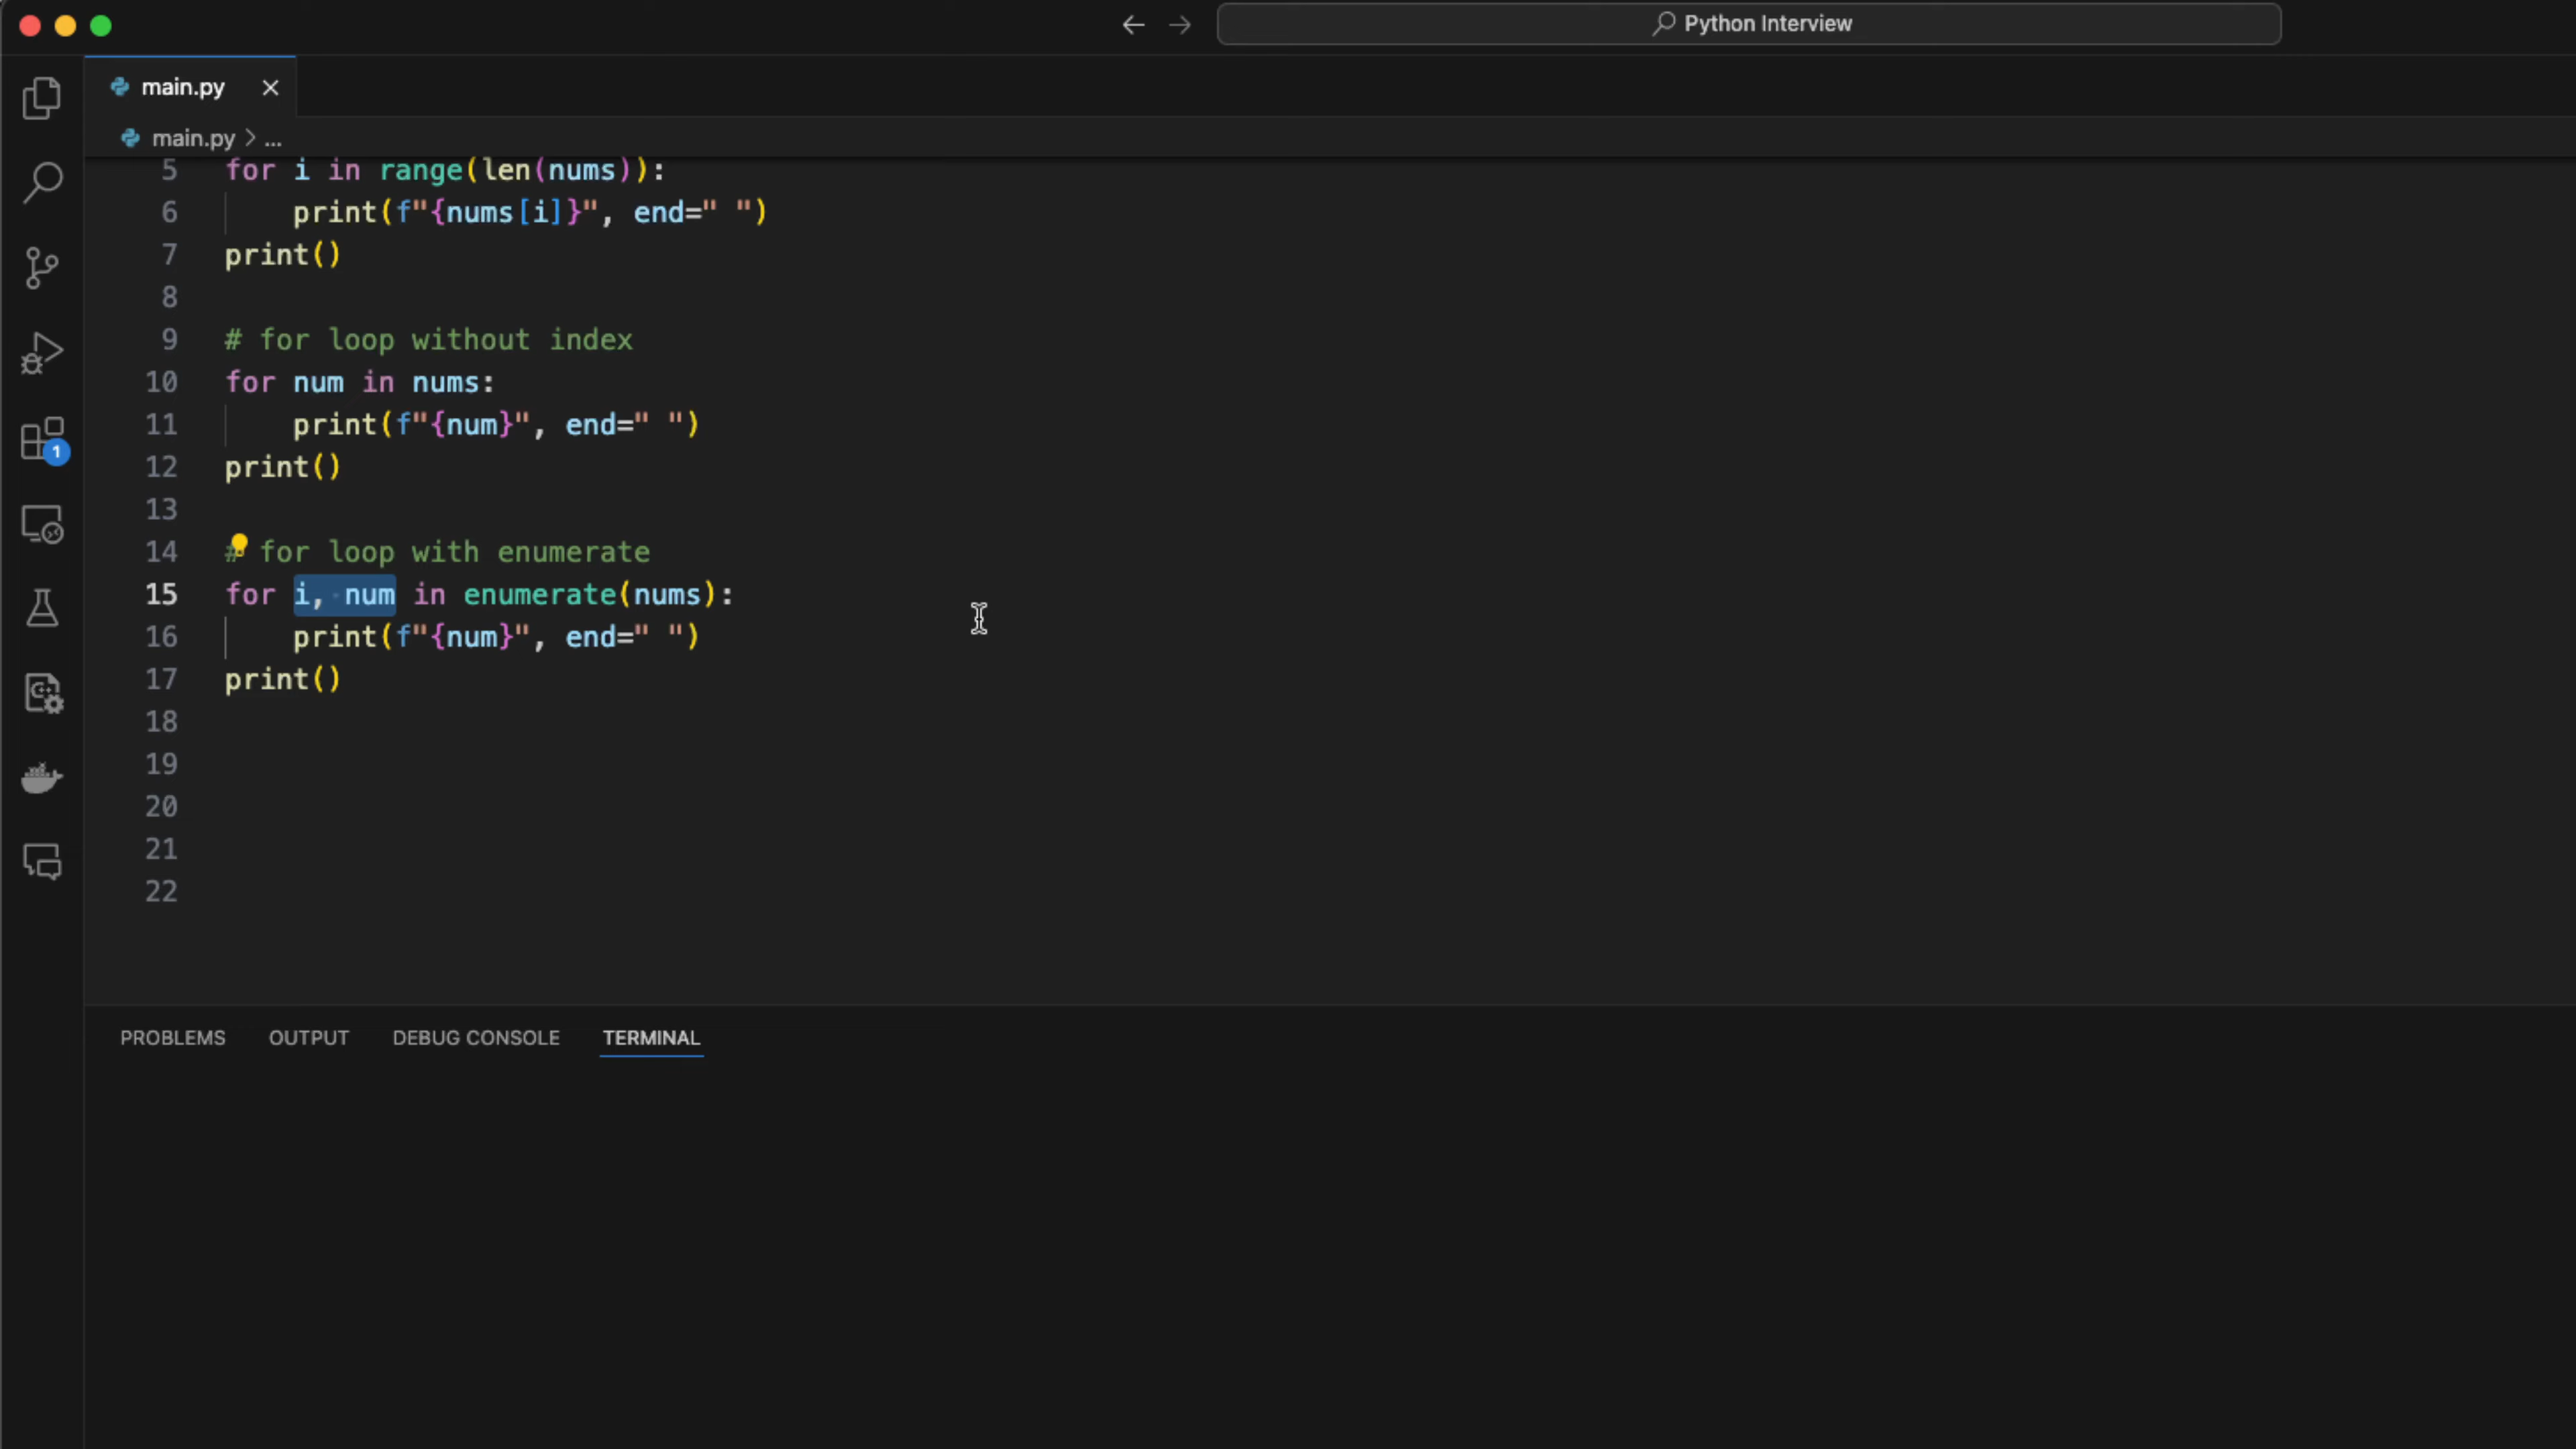 Python Interview
main.py
main.py > ...
5 for i in range(len(nums)):
6     print(f"{nums[i]}", end=" ")
7 print()
8
9 # for loop without index
10 for num in nums:
11     print(f"{num}", end=" ")
12 print()
13
14 # for loop with enumerate
15 for i, num in enumerate(nums):
16     print(f"{num}", end=" ")
17 print()
18
19
20
21
22
1
PROBLEMS OUTPUT DEBUG CONSOLE TERMINAL